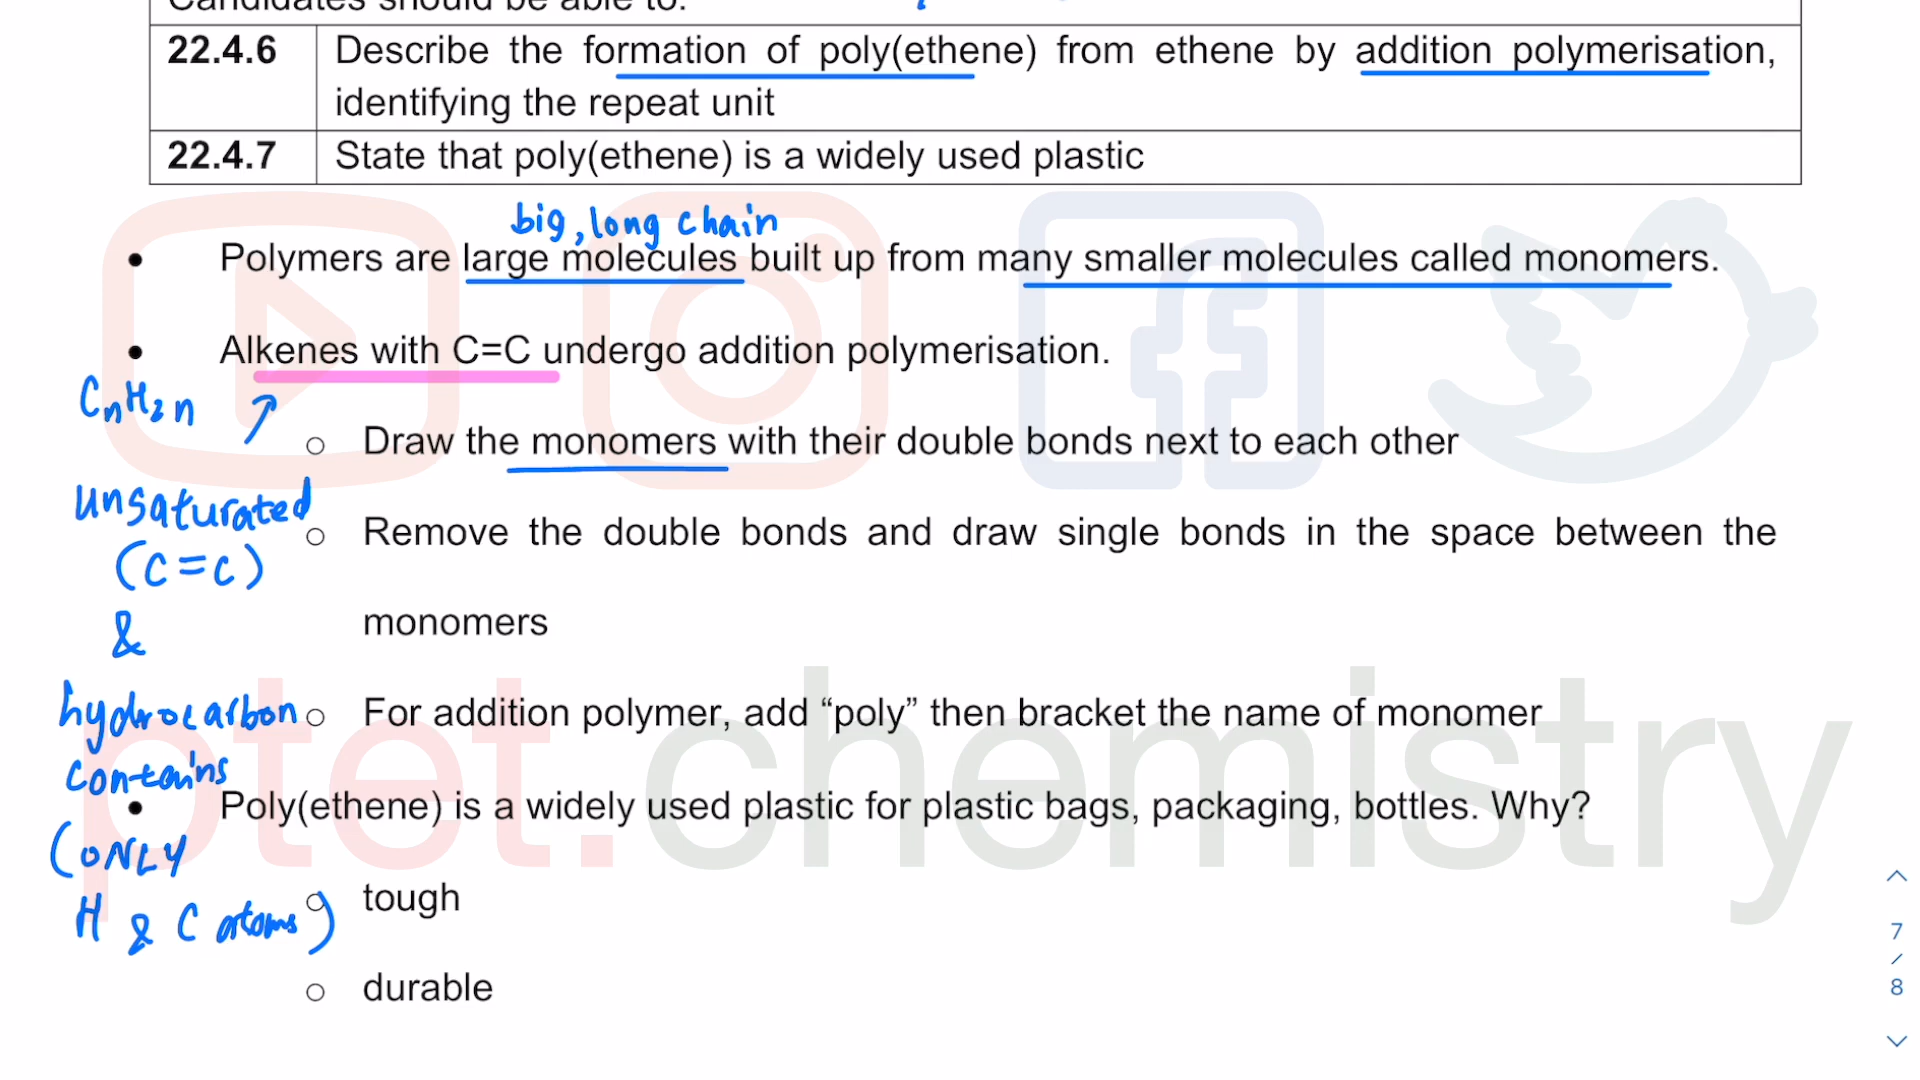 Candidates should be able to:
22.4.6 Describe the formation of poly(ethene) from ethene by addition polymerisation,
identifying the repeat unit
22.4.7 State that poly(ethene) is a widely used plastic
big, long chain
• Polymers are large molecules built up from many smaller molecules called monomers.
• Alkenes with C=C undergo addition polymerisation.
CnH2n
○ Draw the monomers with their double bonds next to each other
unsaturated
○ Remove the double bonds and draw single bonds in the space between the
(C=C)
&
monomers
hydrocarbon
○ For addition polymer, add “poly” then bracket the name of monomer
contains
• Poly(ethene) is a widely used plastic for plastic bags, packaging, bottles. Why?
ptet.chemistry
(ONLY
○ tough
H & C atoms)
7
/
8
○ durable